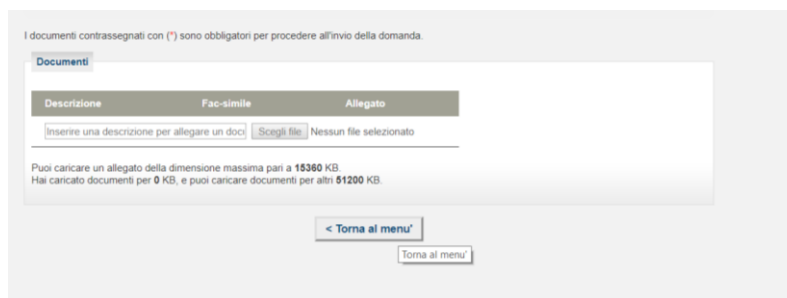 I documenti contrassegnati con (*) sono obbligatori per procedere all'invio della domanda.
Documenti
Descrizione Fac-simile Allegato
Inserire una descrizione per allegare un doci Scegli file Nessun file selezionato
Puoi caricare un allegato della dimensione massima pari a 15360 KB.
Hai caricato documenti per 0 KB, e puoi caricare documenti per altri 51200 KB.
< Torna al menu'
Torna al menu'